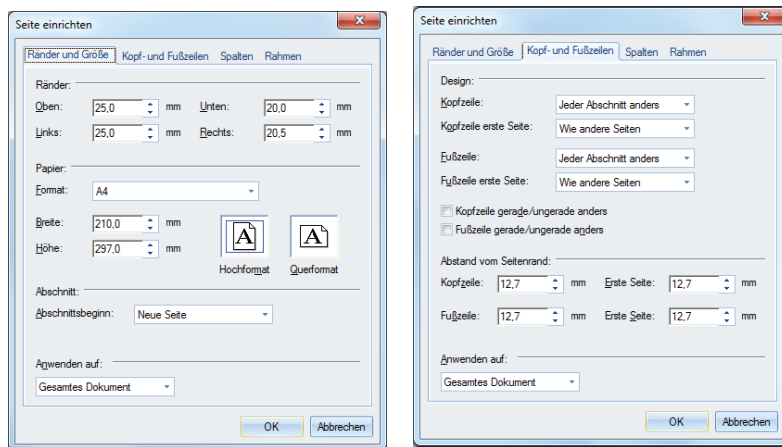 Seite einrichten
Ränder und Größe Kopf- und Fußzeilen Spalten Rahmen
Ränder:
Oben: 25,0 mm Unten: 20,0 mm
Links: 25,0 mm Rechts: 20,5 mm
Papier:
Format: A4
Breite: 210,0 mm
Höhe: 297,0 mm
A A
Hochformat Querformat
Abschnitt:
Abschnittsbeginn: Neue Seite
Anwenden auf:
Gesamtes Dokument
OK Abbrechen
Seite einrichten
Ränder und Größe Kopf- und Fußzeilen Spalten Rahmen
Design:
Kopfzeile: Jeder Abschnitt anders
Kopfzeile erste Seite: Wie andere Seiten
Fußzeile: Jeder Abschnitt anders
Fußzeile erste Seite: Wie andere Seiten
Kopfzeile gerade/ungerade anders
Fußzeile gerade/ungerade anders
Abstand vom Seitenrand:
Kopfzeile: 12,7 mm Erste Seite: 12,7 mm
Fußzeile: 12,7 mm Erste Seite: 12,7 mm
Anwenden auf:
Gesamtes Dokument
OK Abbrechen